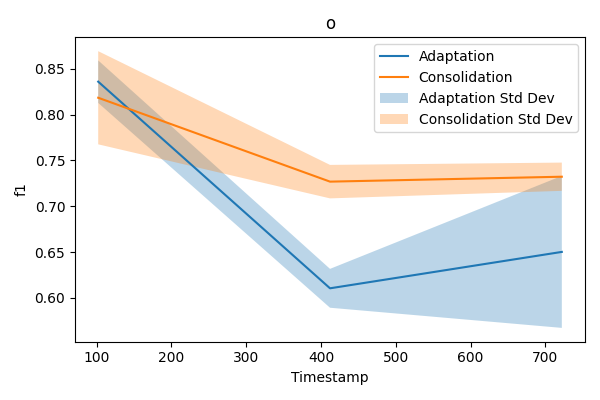 o
Adaptation
Consolidation
Adaptation Std Dev
Consolidation Std Dev
f1
0.85
0.80
0.75
0.70
0.65
0.60
100 200 300 400 500 600 700
Timestamp